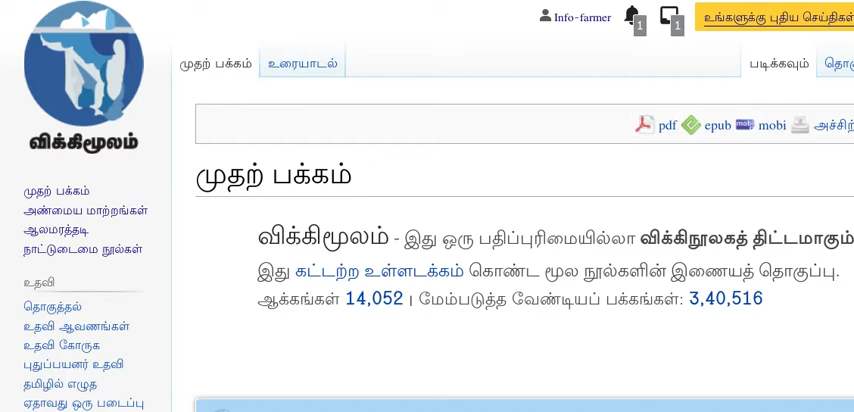 Info-farmer 1 1 உங்களுக்கு புதிய செய்திகள்
முதற் பக்கம் உரையாடல் படிக்கவும்
விக்கிமூலம்
pdf epub mobi
முதற் பக்கம்
முதற் பக்கம்
அண்மைய மாற்றங்கள்
ஆலமரத்தடி
நாட்டுடைமை நூல்கள்
விக்கிமூலம் - இது ஒரு பதிப்புரிமையில்லா விக்கிநூலகத் திட்டமாகும்
இது கட்டற்ற உள்ளடக்கம் கொண்ட மூல நூல்களின் இணையத் தொகுப்பு.
ஆக்கங்கள் 14,052 | மேம்படுத்த வேண்டியப் பக்கங்கள்: 3,40,516
உதவி
தொகுத்தல்
உதவி ஆவணங்கள்
உதவி கோருக
புதுப்பயனர் உதவி
தமிழில் எழுத
ஏதாவது ஒரு படைப்பு